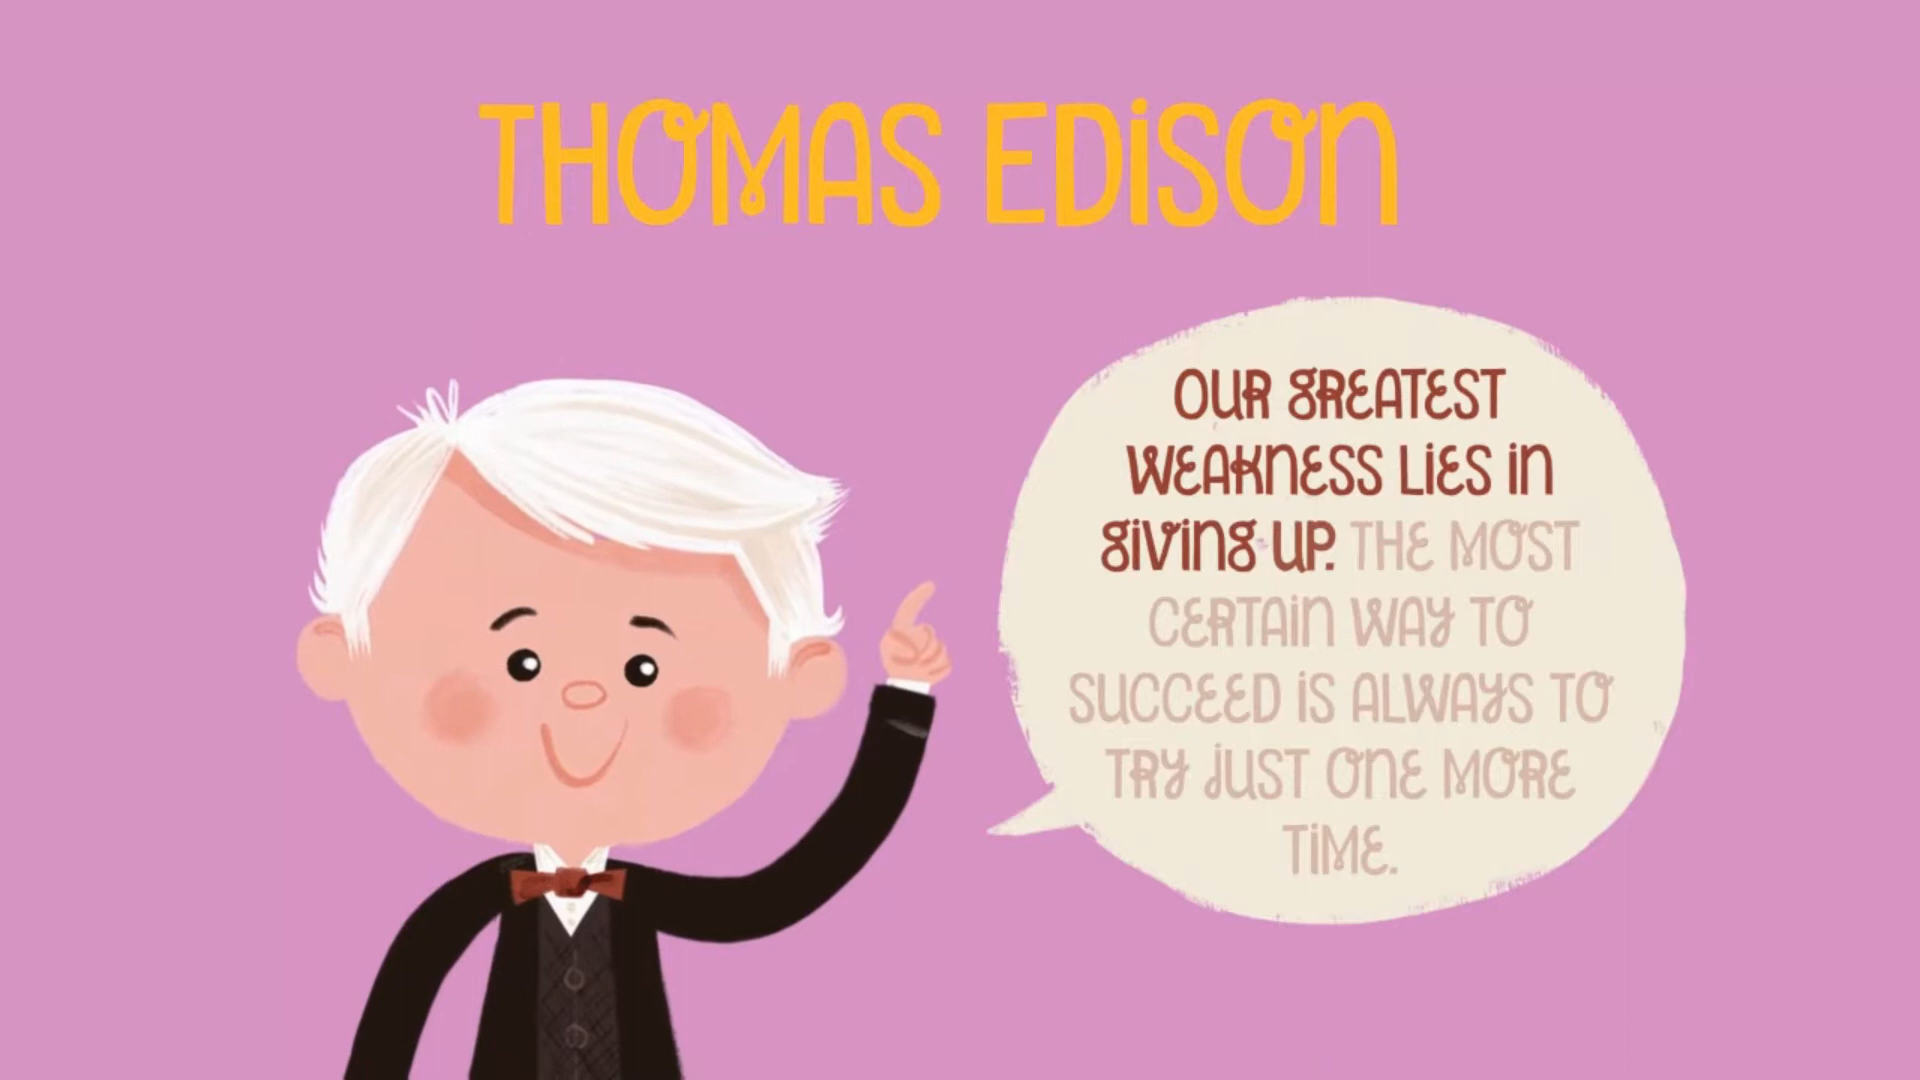 THOMAS EDISON
OUR GREATEST
WEAKNESS LIES IN
GIVING UP. THE MOST
CERTAIN WAY TO
SUCCEED IS ALWAYS TO
TRY JUST ONE MORE
TIME.